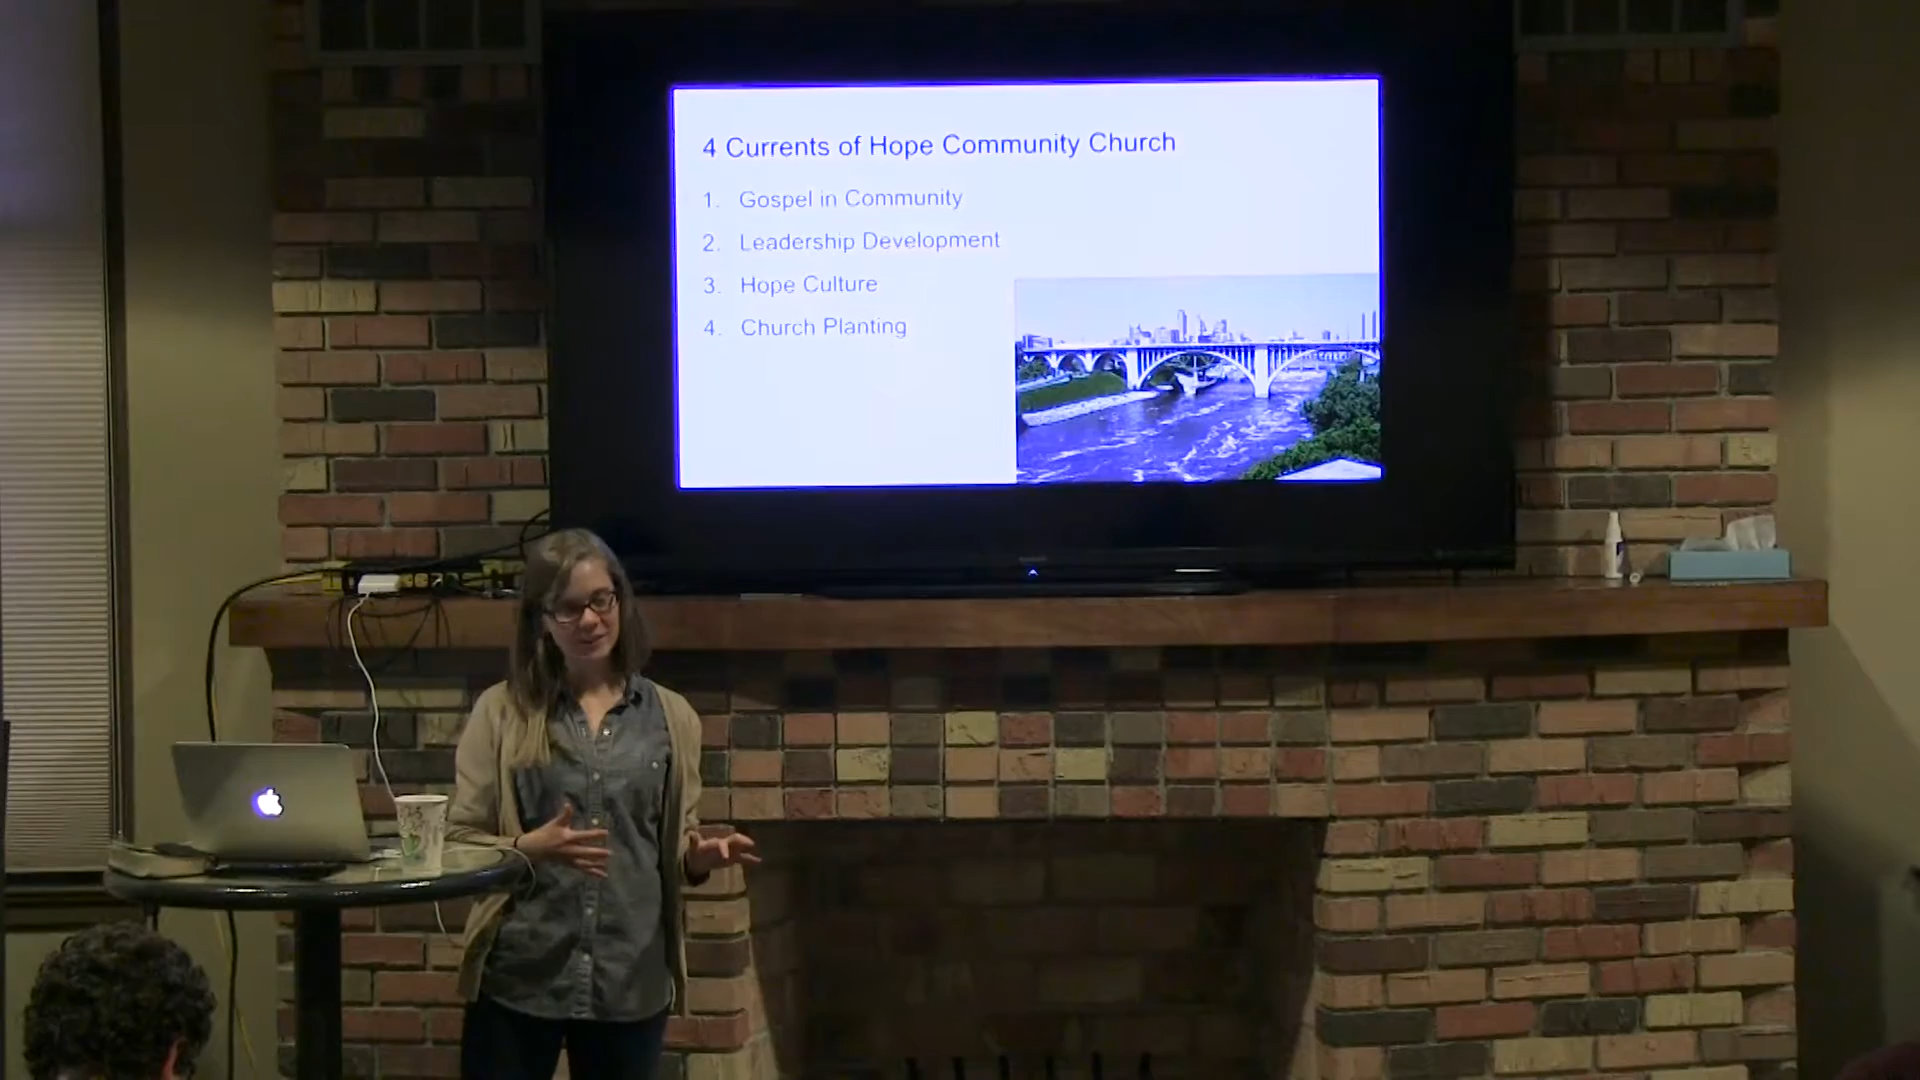 4 Currents of Hope Community Church
1. Gospel in Community
2. Leadership Development
3. Hope Culture
4. Church Planting